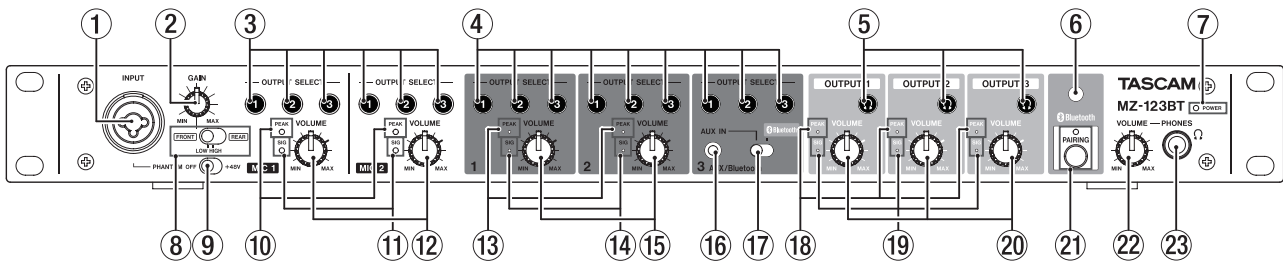 1 2 3 4 5 6 7
INPUT GAIN MIN MAX
OUTPUT SELECT OUTPUT SELECT OUTPUT SELECT OUTPUT SELECT OUTPUT SELECT OUTPUT 1 OUTPUT 2 OUTPUT 3
1 2 3 1 2 3 1 2 3 1 2 3 1 2 3
TASCAM
MZ-123BT POWER
FRONT REAR
LOW HIGH
PHANT M OFF +48V
PEAK SIG VOLUME MIN MAX MIC 1
PEAK SIG VOLUME MIN MAX MIC 2
PEAK SIG VOLUME MIN MAX 1
PEAK SIG VOLUME MIN MAX 2
AUX IN Bluetooth
3 A X/Bluetoot
PEAK SIG VOLUME MIN MAX
PEAK SIG VOLUME MIN MAX
PEAK SIG VOLUME MIN MAX
Bluetooth
PAIRING
VOLUME PHONES
MIN MAX
8 9 10 11 12 13 14 15 16 17 18 19 20 21 22 23